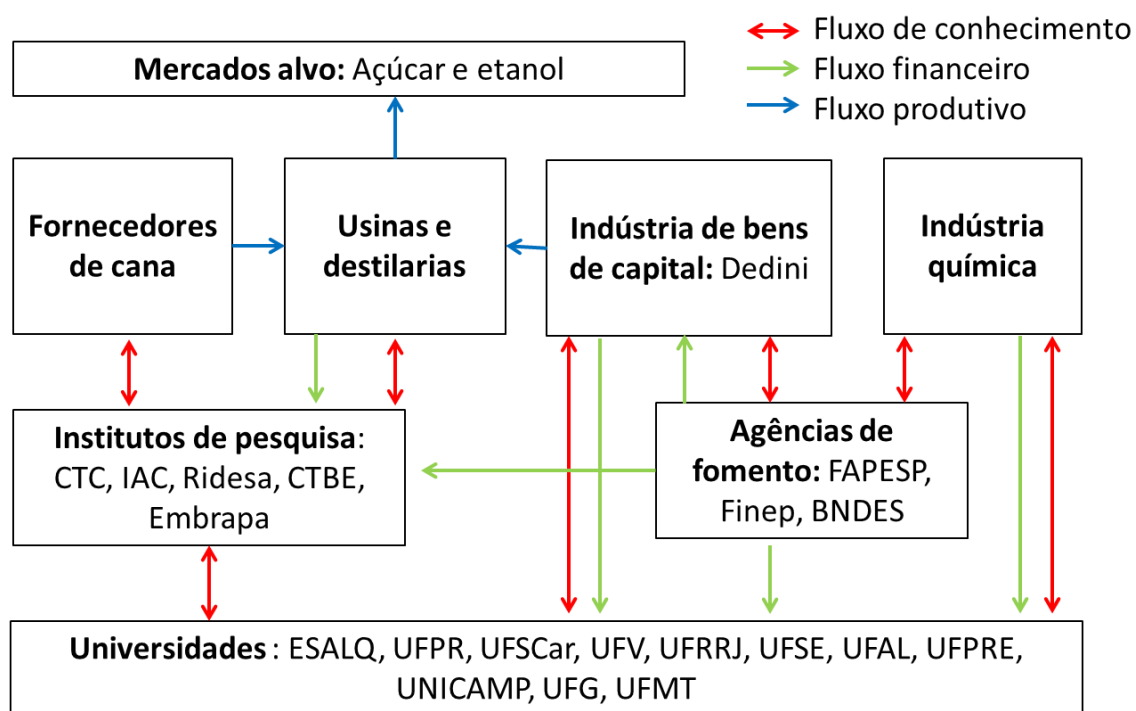 Fluxo de conhecimento
Fluxo financeiro
Fluxo produtivo
Mercados alvo: Açúcar e etanol
Fornecedores
de cana
Usinas e
destilarias
Indústria de bens
de capital: Dedini
Indústria
química
Institutos de pesquisa:
CTC, IAC, Ridesa, CTBE,
Embrapa
Agências de
fomento: FAPESP,
Finep, BNDES
Universidades : ESALQ, UFPR, UFSCar, UFV, UFRRJ, UFSE, UFAL, UFPRE,
UNICAMP, UFG, UFMT